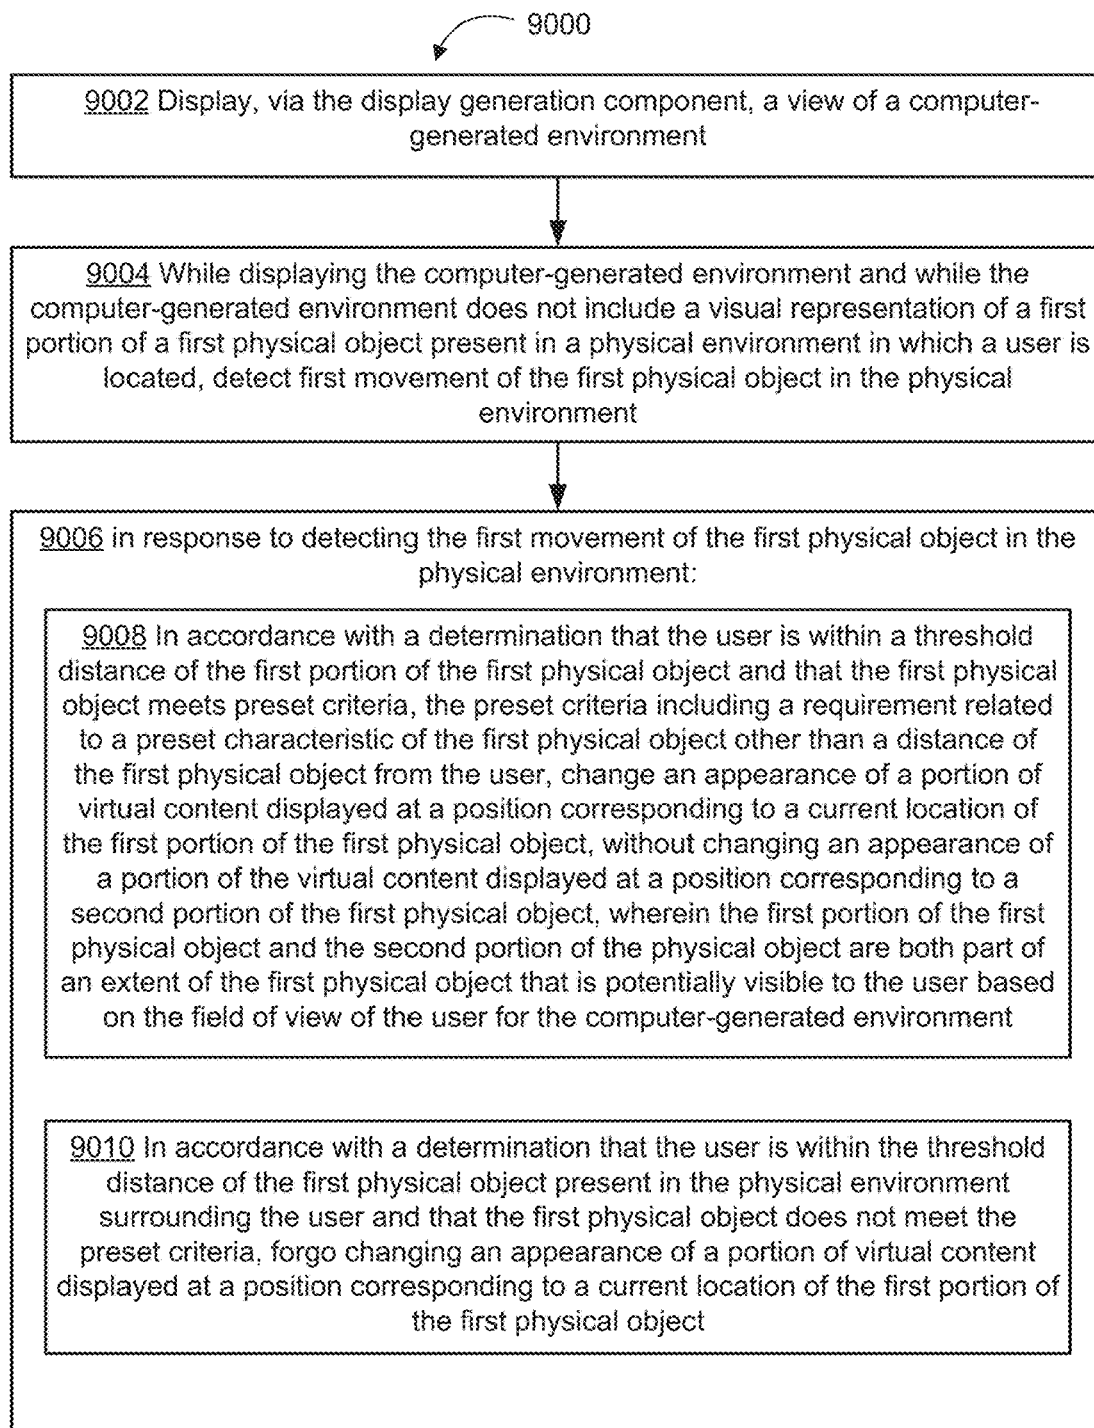 9000
9002 Display, via the display generation component, a view of a computer-
generated environment
9004 While displaying the computer-generated environment and while the
computer-generated environment does not include a visual representation of a first
portion of a first physical object present in a physical environment in which a user is
located, detect first movement of the first physical object in the physical
environment
9006 in response to detecting the first movement of the first physical object in the
physical environment:
9008 In accordance with a determination that the user is within a threshold
distance of the first portion of the first physical object and that the first physical
object meets preset criteria, the preset criteria including a requirement related
to a preset characteristic of the first physical object other than a distance of
the first physical object from the user, change an appearance of a portion of
virtual content displayed at a position corresponding to a current location of
the first portion of the first physical object, without changing an appearance of
a portion of the virtual content displayed at a position corresponding to a
second portion of the first physical object, wherein the first portion of the first
physical object and the second portion of the physical object are both part of
an extent of the first physical object that is potentially visible to the user based
on the field of view of the user for the computer-generated environment
9010 In accordance with a determination that the user is within the threshold
distance of the first physical object present in the physical environment
surrounding the user and that the first physical object does not meet the
preset criteria, forgo changing an appearance of a portion of virtual content
displayed at a position corresponding to a current location of the first portion of
the first physical object